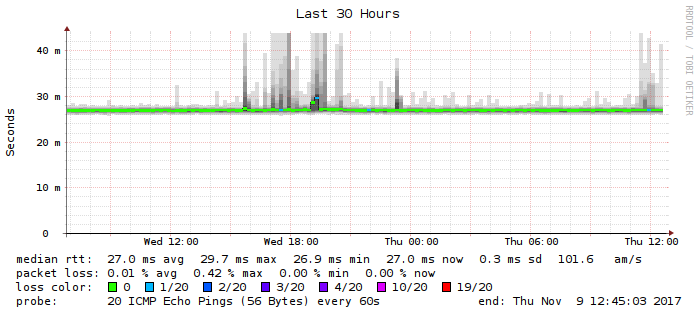 Last 30 Hours
RRDTOOL / TOBI OETIKER
Seconds
40 m
30 m
20 m
10 m
0
Wed 12:00 Wed 18:00 Thu 00:00 Thu 06:00 Thu 12:00
median rtt: 27.0 ms avg 29.7 ms max 26.9 ms min 27.0 ms now 0.3 ms sd 101.6 am/s
packet loss: 0.01 % avg 0.42 % max 0.00 % min 0.00 % now
loss color: 0 1/20 2/20 3/20 4/20 10/20 19/20
probe: 20 ICMP Echo Pings (56 Bytes) every 60s end: Thu Nov 9 12:45:03 2017